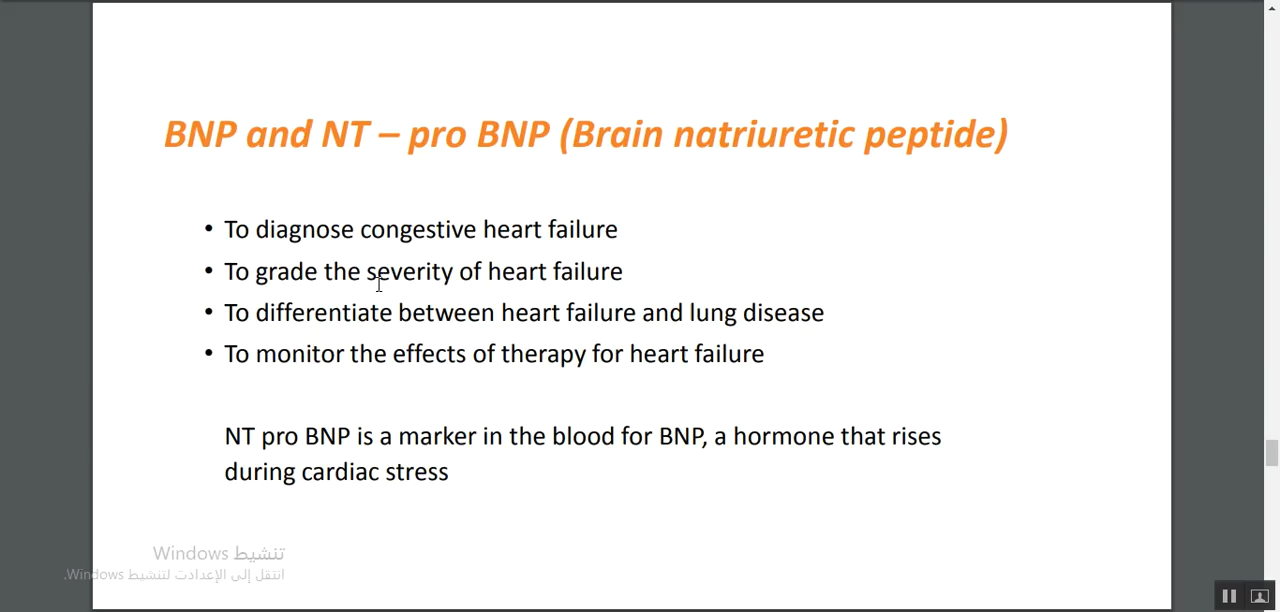 BNP and NT – pro BNP (Brain natriuretic peptide)
• To diagnose congestive heart failure
• To grade the severity of heart failure
• To differentiate between heart failure and lung disease
• To monitor the effects of therapy for heart failure
NT pro BNP is a marker in the blood for BNP, a hormone that rises
during cardiac stress
تنشيط Windows
انتقل إلى الإعدادت لتنشيط Windows.